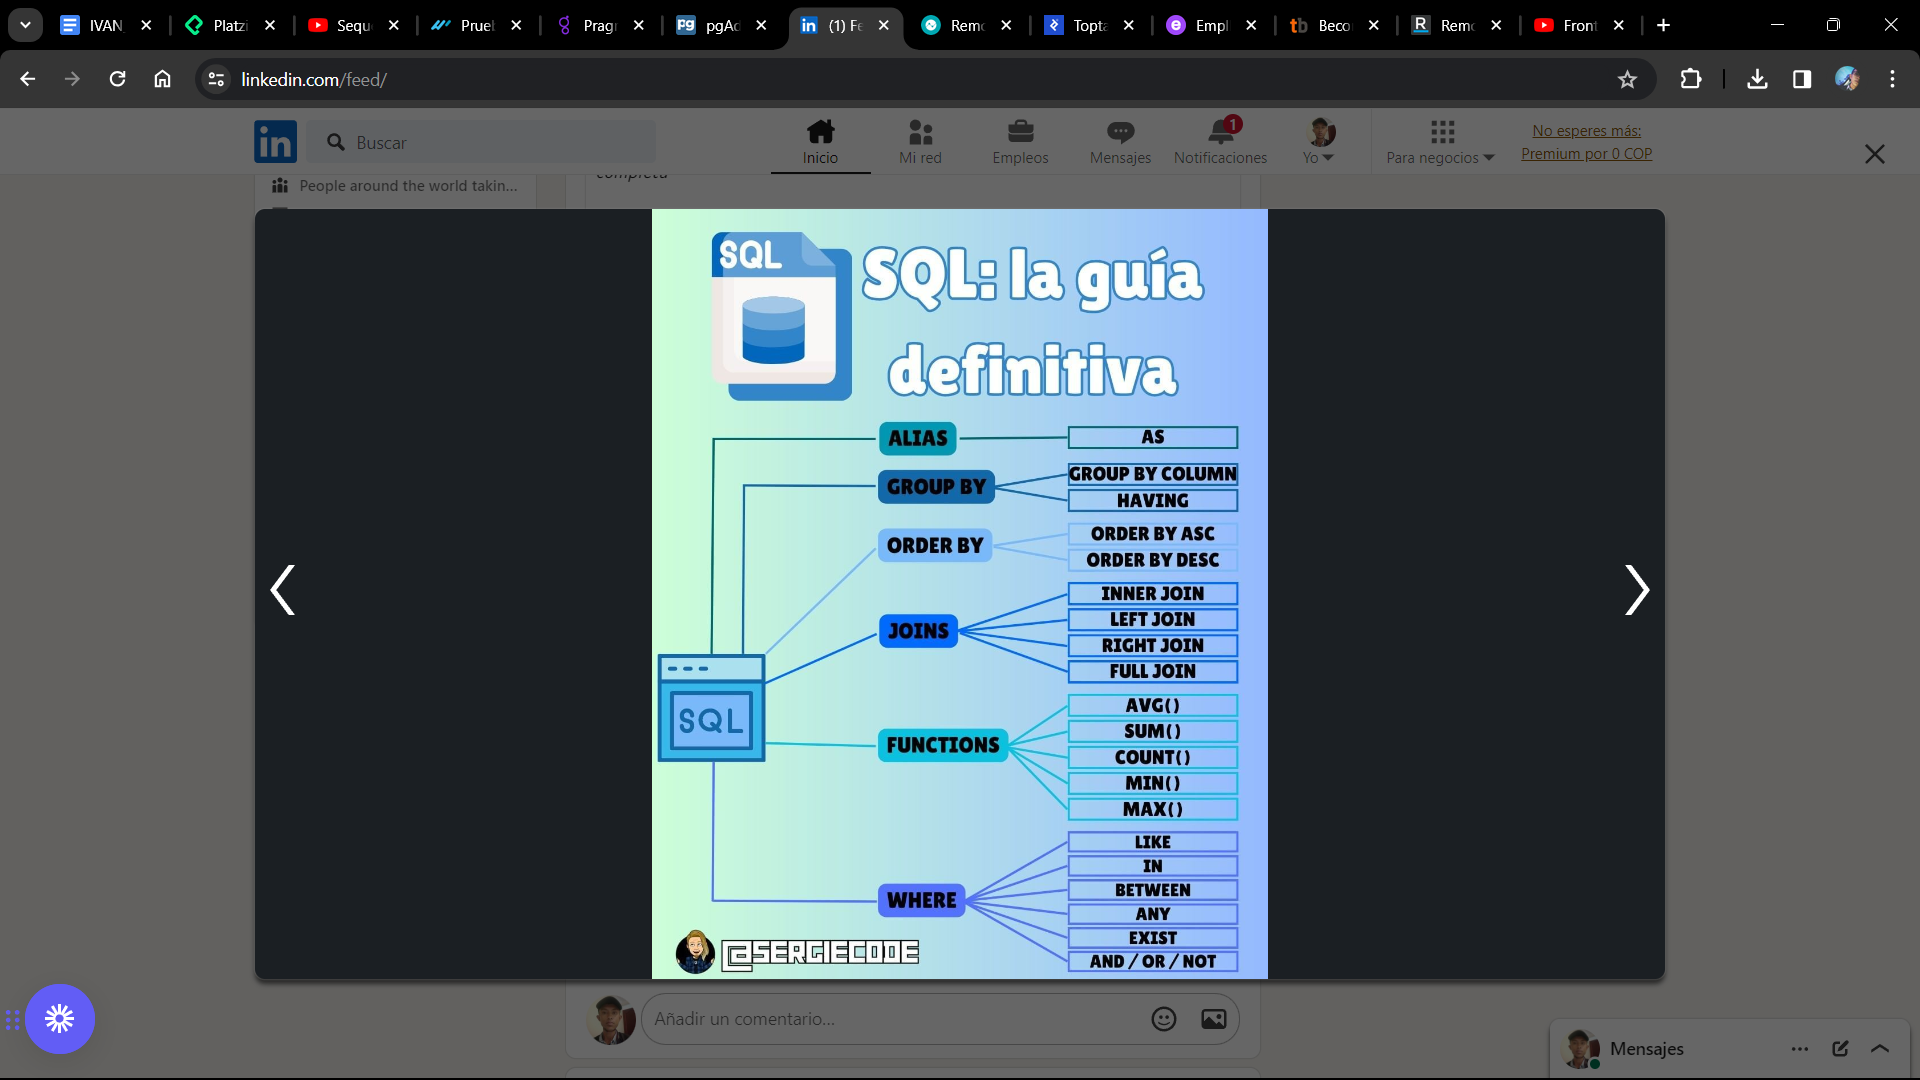 IVAN
Platzi
Sequ
Prueb
Pragr
pgAd
(1) Fe
Remo
Topta
Empl
Beco
Remo
Front
linkedin.com/feed/
Buscar
Inicio
Mi red
Empleos
Mensajes
1
Notificaciones
Yo
Para negocios
No esperes más:
Premium por 0 COP
People around the world takin...
completa
SQL
SQL: la guía
definitiva
ALIAS
AS
GROUP BY
GROUP BY COLUMN
HAVING
ORDER BY
ORDER BY ASC
ORDER BY DESC
JOINS
INNER JOIN
LEFT JOIN
RIGHT JOIN
FULL JOIN
SQL
FUNCTIONS
AVG()
SUM()
COUNT()
MIN()
MAX()
WHERE
LIKE
IN
BETWEEN
ANY
EXIST
AND / OR / NOT
@SERGIECODE
Añadir un comentario...
Mensajes